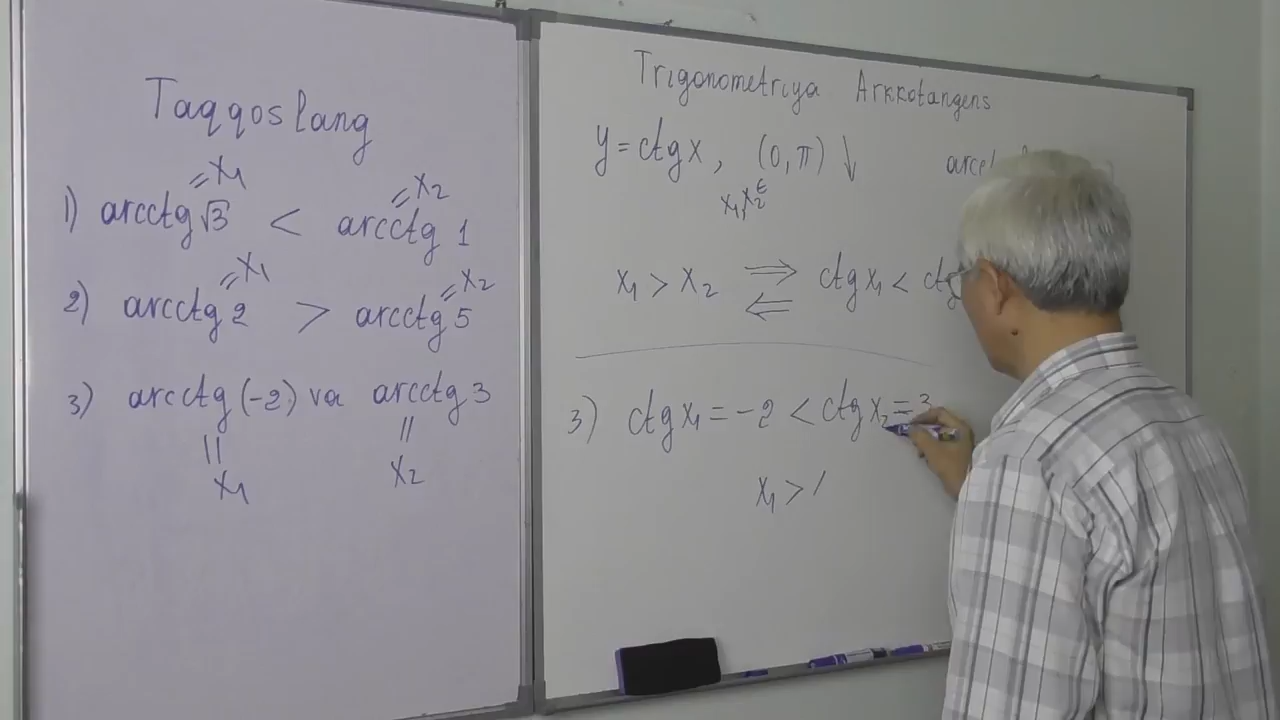 Taqqoslang
= x₁ = x₂
1) arcctg √3 < arcctg 1
= x₁ = x₂
2) arcctg 2 > arcctg 5
3) arcctg (-2) va arcctg 3
|| ||
x₁ x₂
Trigonometriya Arkkotangens
y = ctg x, (0, π) ↓
x₁, x₂ ∈
x₁ > x₂ ⇒ ctg x₁ < ctg
⇐
3) ctg x₁ = -2 < ctg x₂ = 3
x₁ >